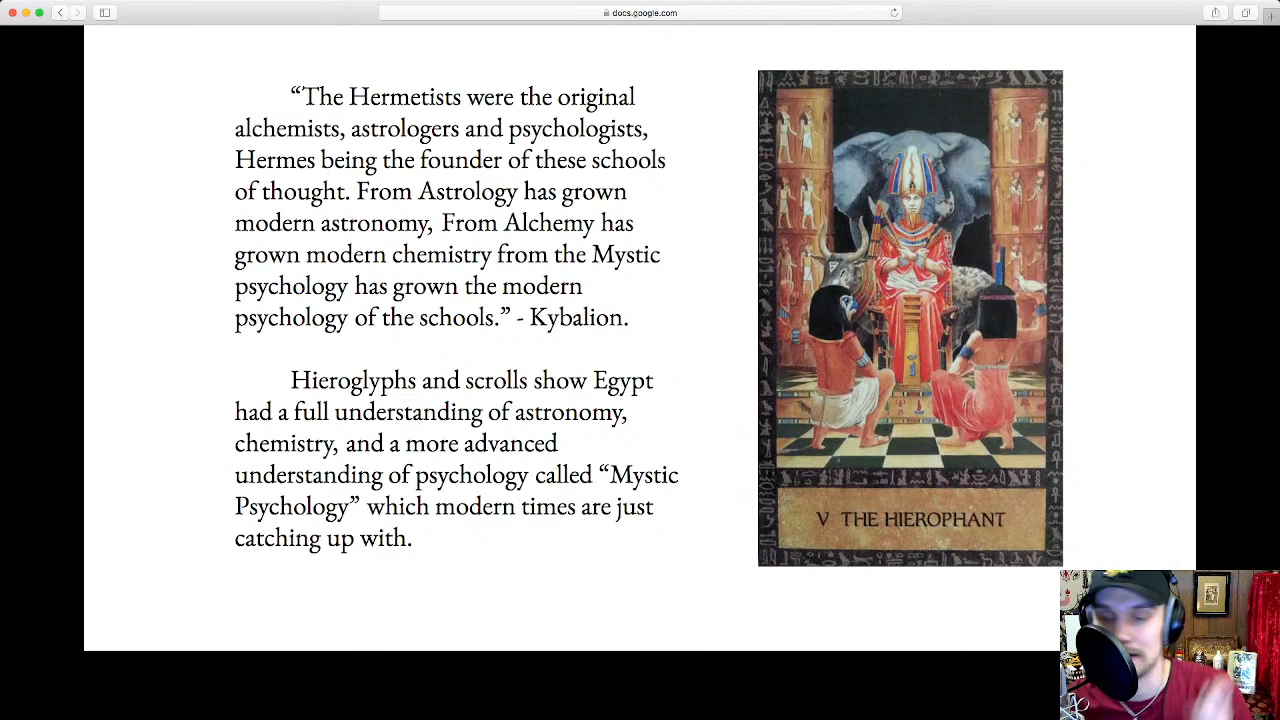 docs.google.com
“The Hermetists were the original
alchemists, astrologers and psychologists,
Hermes being the founder of these schools
of thought. From Astrology has grown
modern astronomy, From Alchemy has
grown modern chemistry from the Mystic
psychology has grown the modern
psychology of the schools.” - Kybalion.
Hieroglyphs and scrolls show Egypt
had a full understanding of astronomy,
chemistry, and a more advanced
understanding of psychology called “Mystic
Psychology” which modern times are just
catching up with.
V THE HIEROPHANT